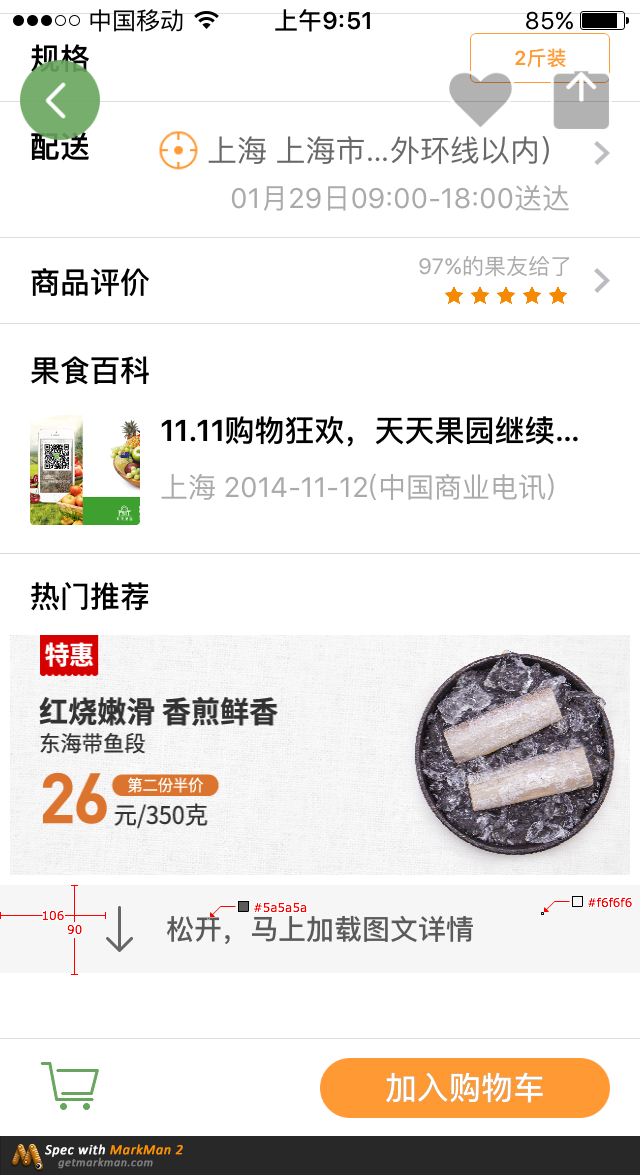 中国移动 上午9:51 85%
规格 2斤装
配送 上海 上海市...外环线以内）
01月29日09:00-18:00送达
商品评价 97%的果友给了
果食百科
11.11购物狂欢，天天果园继续...
上海 2014-11-12(中国商业电讯）
热门推荐
特惠
红烧嫩滑 香煎鲜香
东海带鱼段
26 第二份半价
元/350克
#5a5a5a #f6f6f6
106
90
松开，马上加载图文详情
加入购物车
Spec with MarkMan 2
getmarkman.com